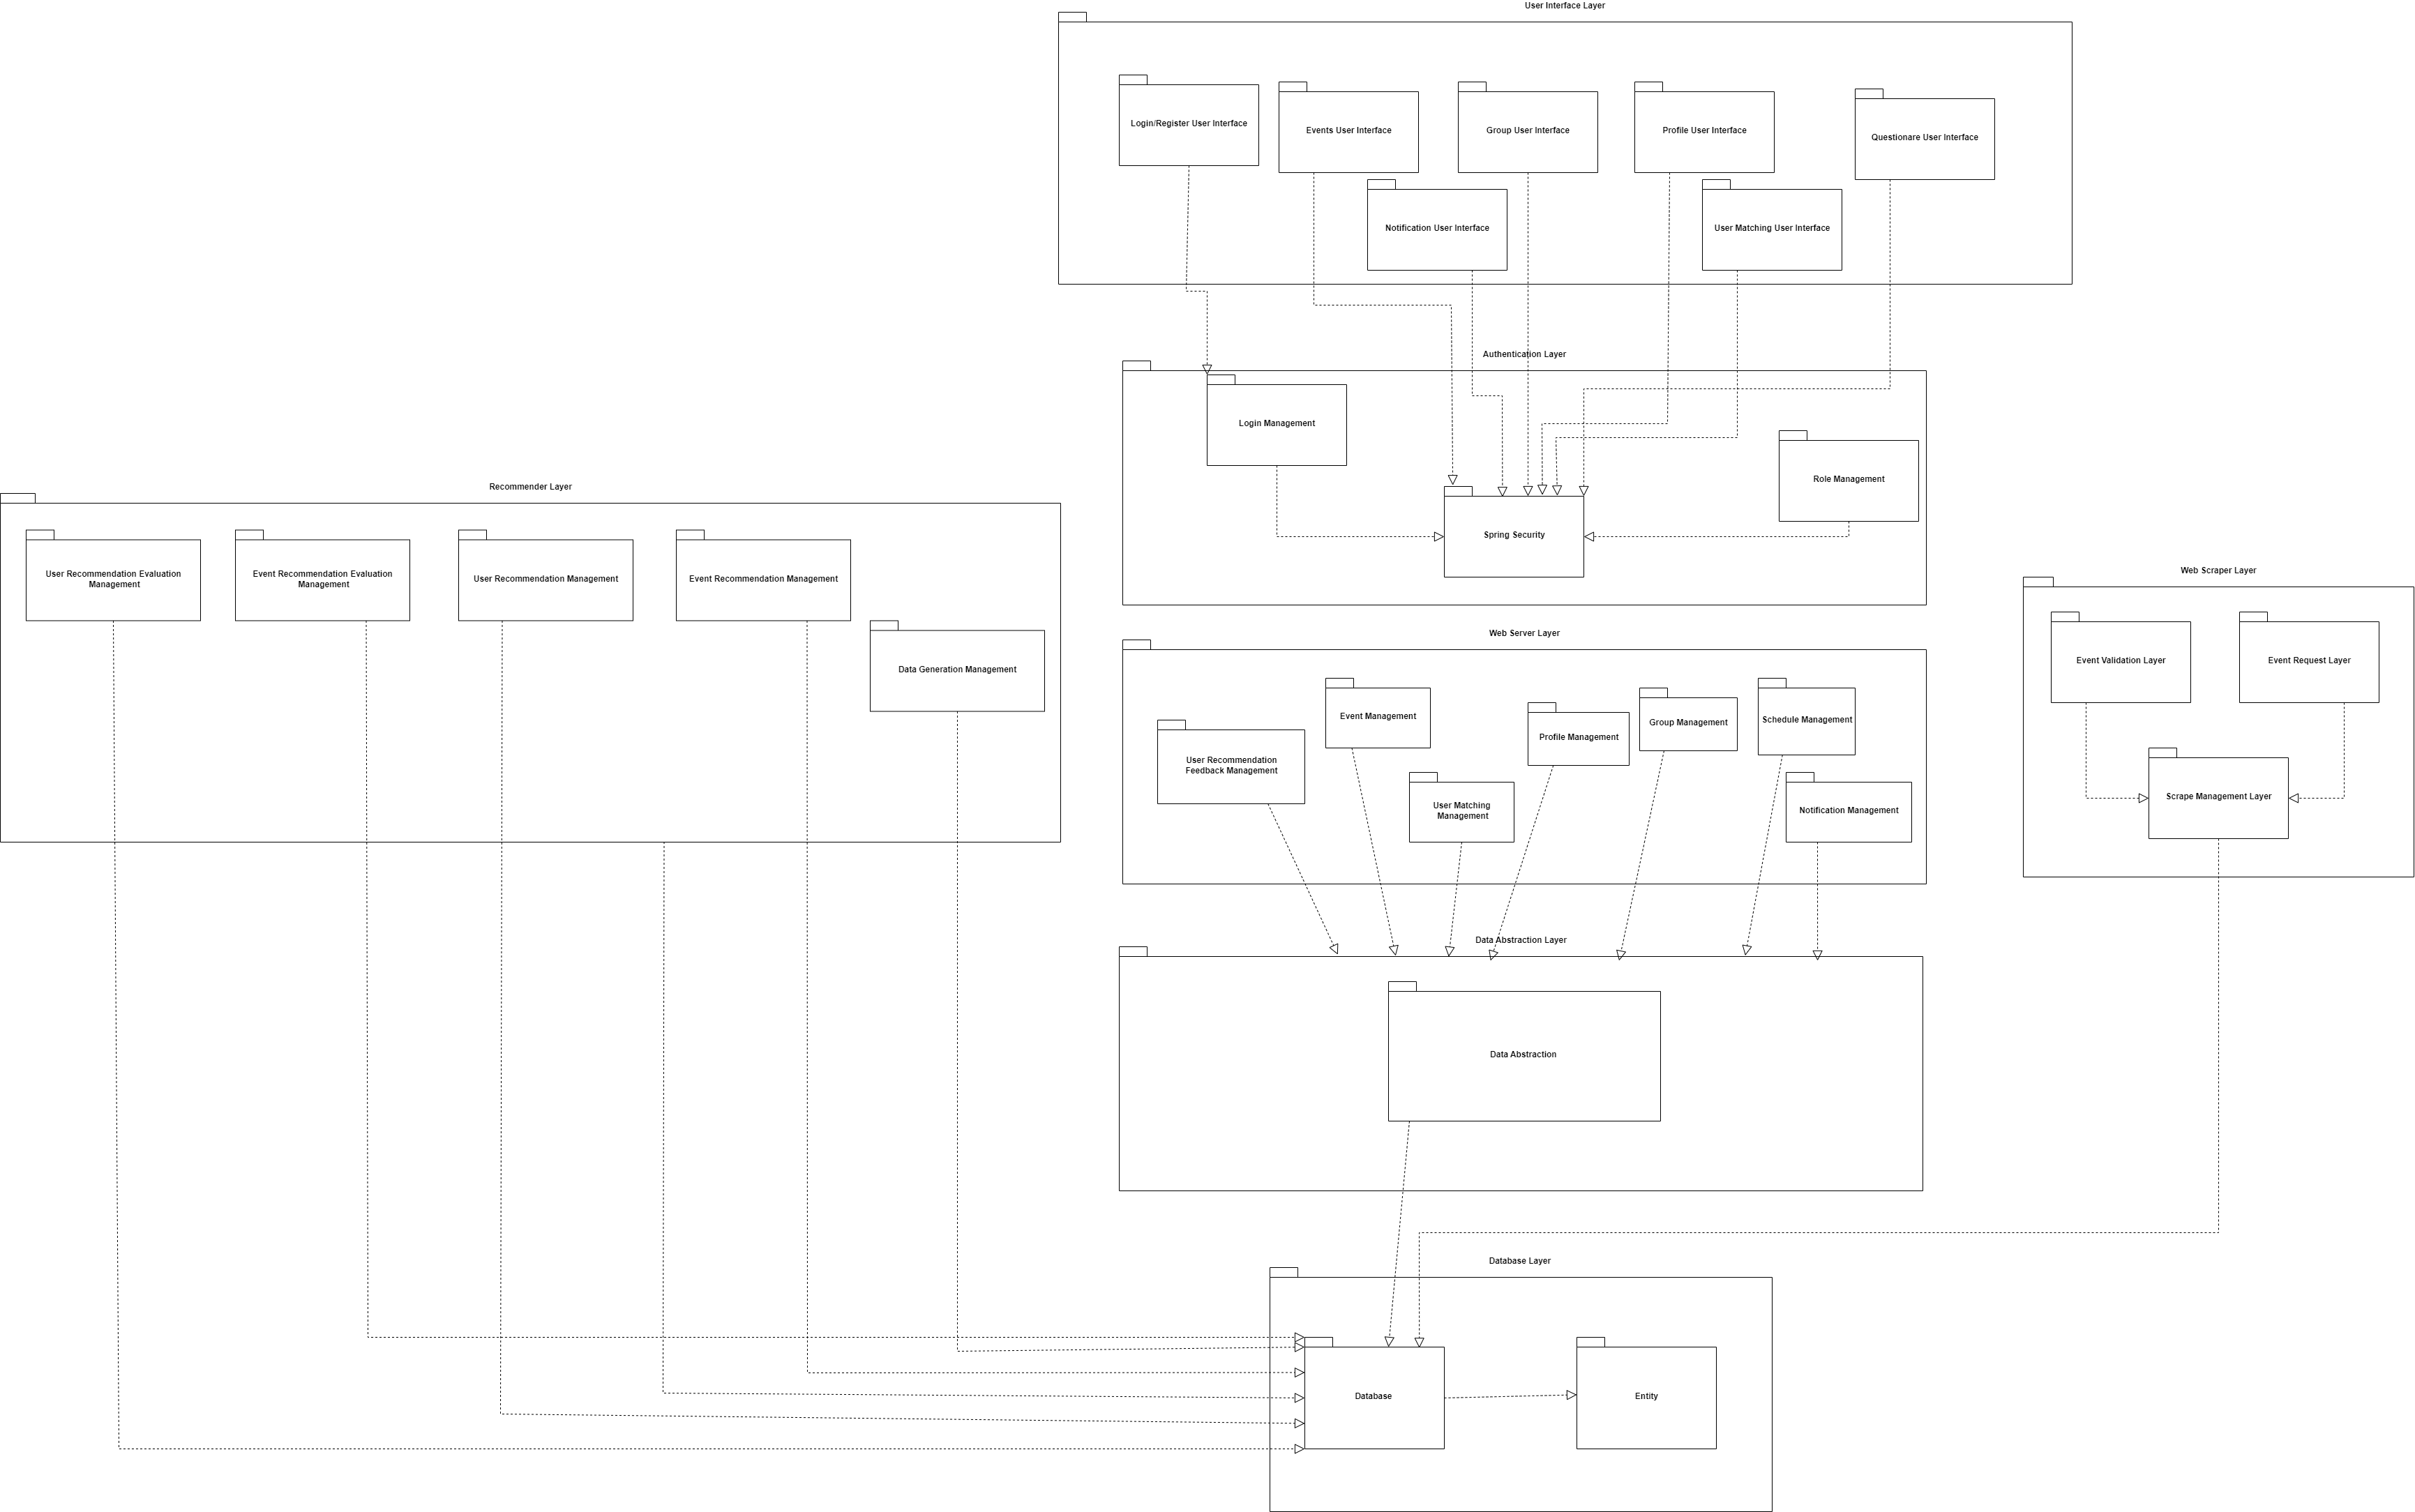 User Interface Layer
Login/Register User Interface
Events User Interface
Group User Interface
Profile User Interface
Questionare User Interface
Notification User Interface
User Matching User Interface
Authentication Layer
Login Management
Role Management
Spring Security
Recommender Layer
User Recommendation Evaluation
Management
Event Recommendation Evaluation
Management
User Recommendation Management
Event Recommendation Management
Data Generation Management
Web Server Layer
User Recommendation
Feedback Management
Event Management
User Matching
Management
Profile Management
Group Management
Schedule Management
Notification Management
Web Scraper Layer
Event Validation Layer
Event Request Layer
Scrape Management Layer
Data Abstraction Layer
Data Abstraction
Database Layer
Database
Entity